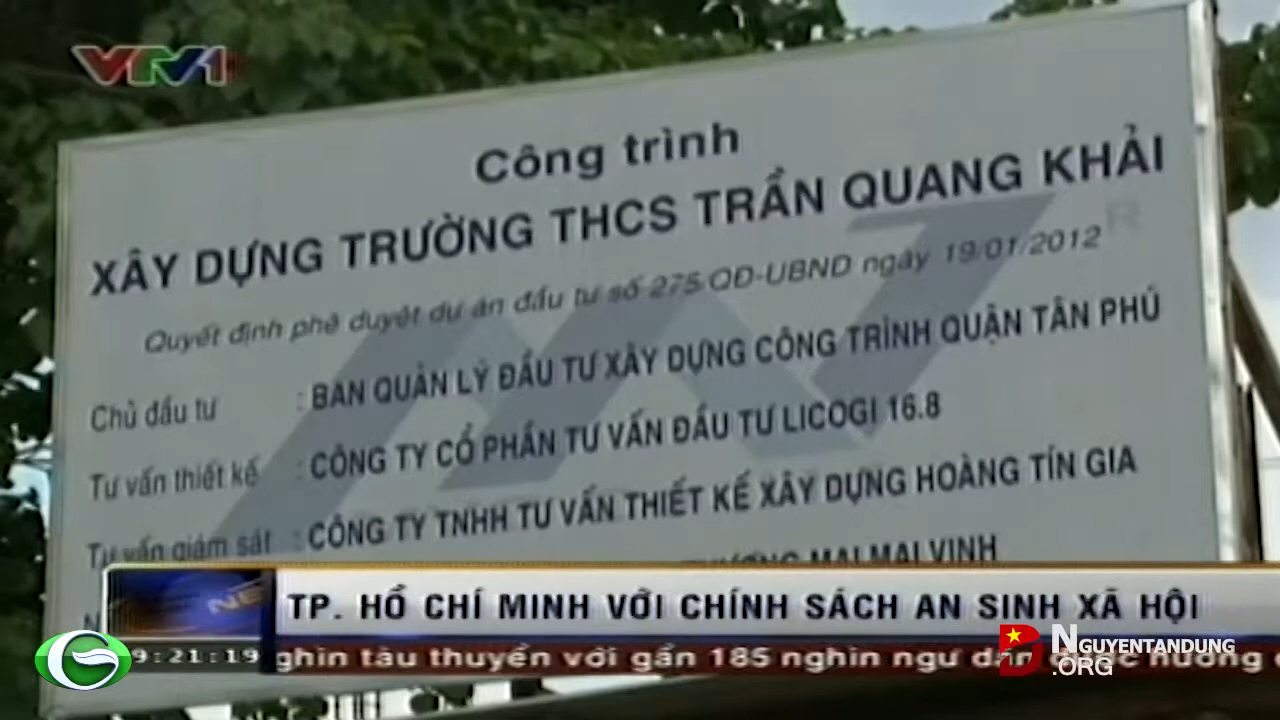 VTV1
Công trình
XÂY DỰNG TRƯỜNG THCS TRẦN QUANG KHẢI
Quyết định phê duyệt dự án đầu tư số 275/QĐ-UBND ngày 19/01/2012
Chủ đầu tư : BAN QUẢN LÝ ĐẦU TƯ XÂY DỰNG CÔNG TRÌNH QUẬN TÂN PHÚ
Tư vấn thiết kế : CÔNG TY CỔ PHẦN TƯ VẤN ĐẦU TƯ LICOGI 16.8
Tư vấn giám sát : CÔNG TY TNHH TƯ VẤN THIẾT KẾ XÂY DỰNG HOÀNG TÍN GIA
MAI MAI VINH
TP. HỒ CHÍ MINH VỚI CHÍNH SÁCH AN SINH XÃ HỘI
9:21:19 ghìn tàu thuyền với gần 185 nghìn ngư dân
NGUYENTANDUNG
.ORG